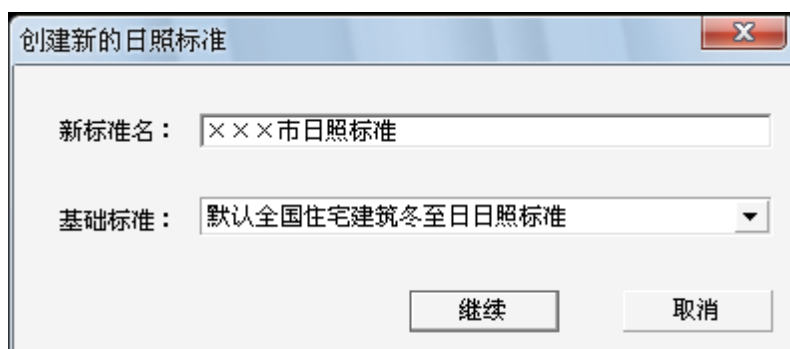 创建新的日照标准
新标准名： ×××市日照标准
基础标准： 默认全国住宅建筑冬至日日照标准
继续 取消